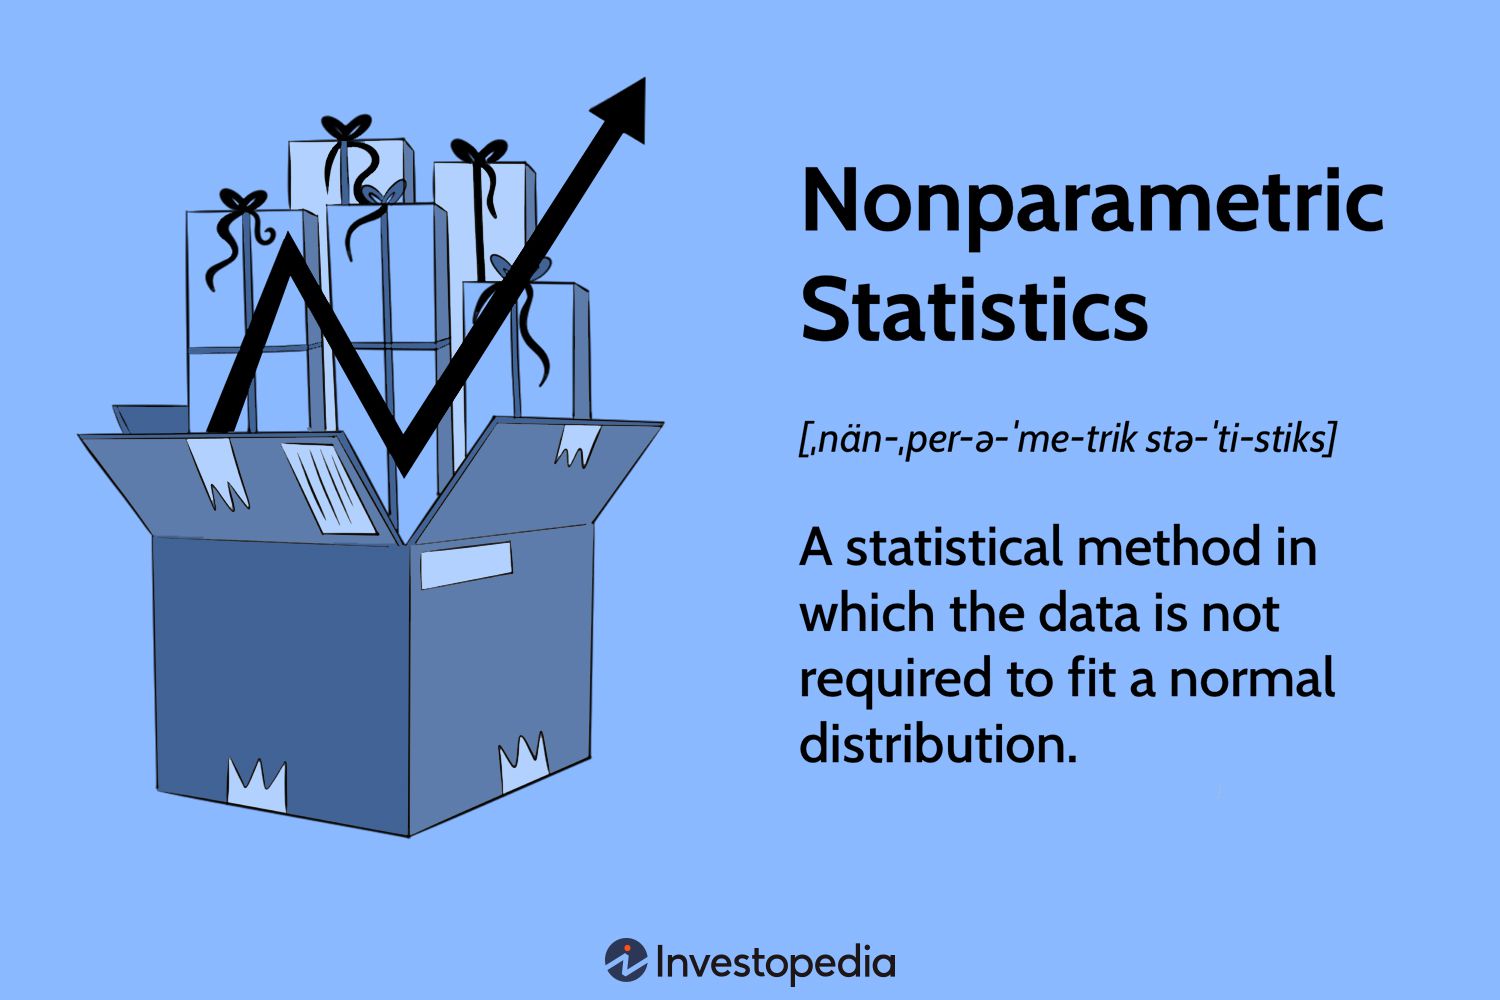 Nonparametric
Statistics
[ˌnän-ˌper-ə-ˈme-trik stə-ˈti-stiks]
A statistical method in
which the data is not
required to fit a normal
distribution.
Investopedia